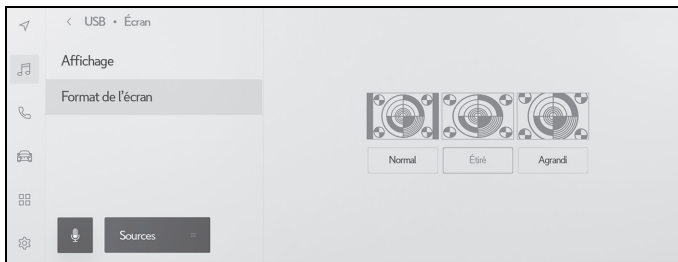 USB • Écran
Affichage
Format de l'écran
Normal
Étiré
Agrandi
Sources